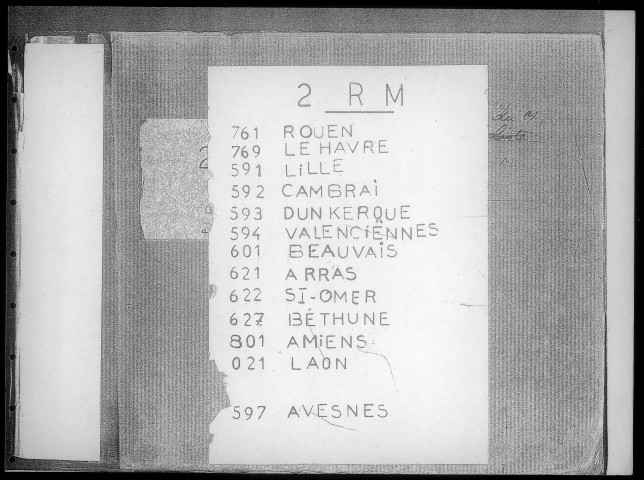 2 R M
761 ROUEN
769 LE HAVRE
591 LiLLE
592 CAMBRAi
593 DUNKERQUE
594 VALENCiENNES
601 BEAUVAiS
621 ARRAS
622 ST-OMER
627 BÉTHUNE
801 AMiENS
021 LAON
597 AVESNES